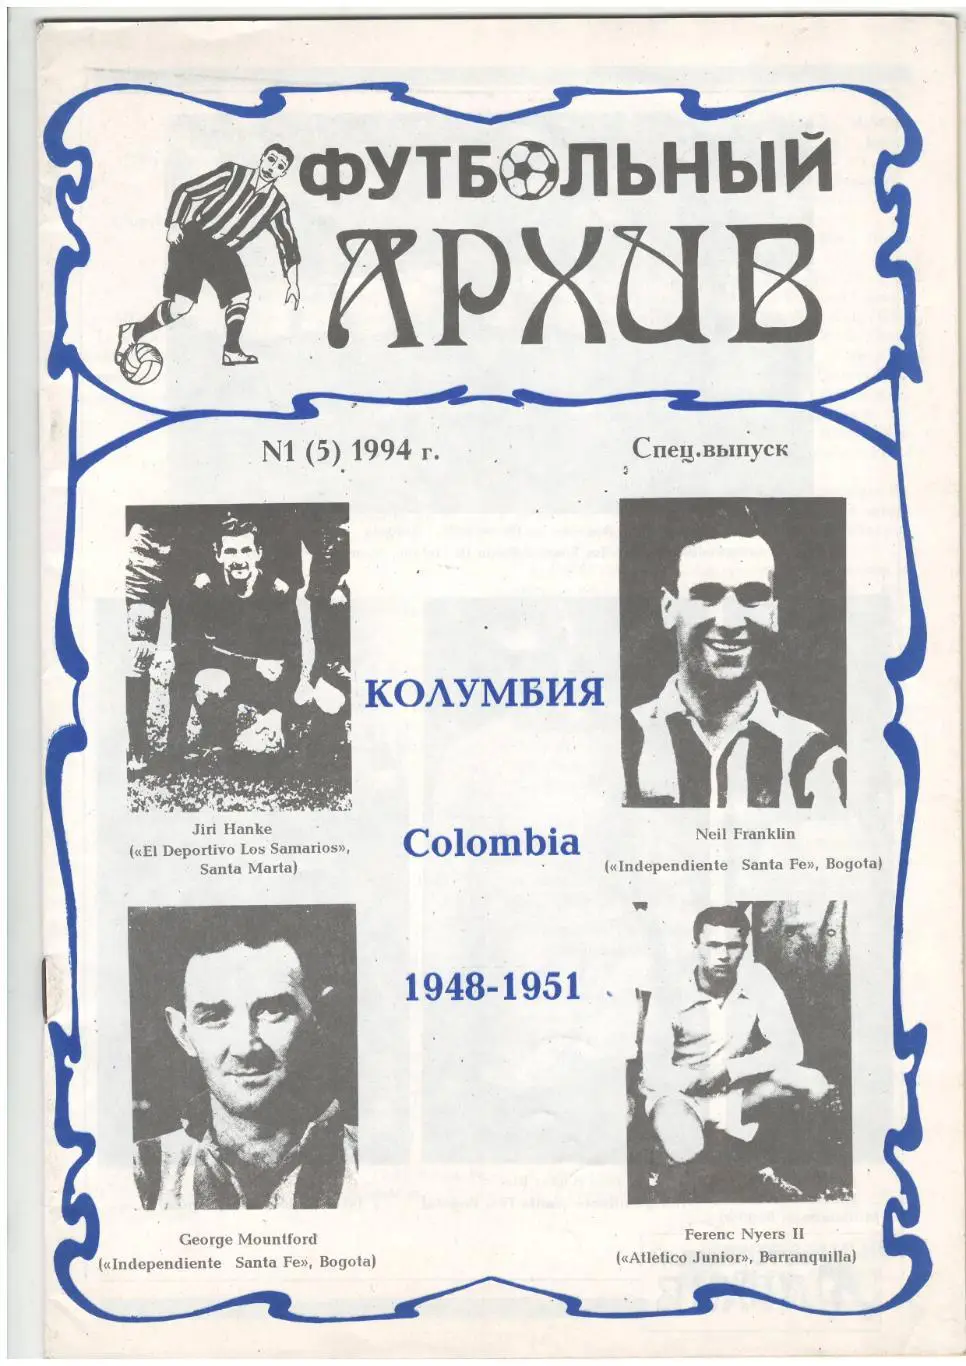 ФУТБОЛЬНЫЙ
АРХИВ
N1 (5) 1994 г.
Спец.выпуск
Jiri Hanke
(«El Deportivo Los Samarios»,
Santa Marta)
КОЛУМБИЯ
Neil Franklin
(«Independiente Santa Fe», Bogota)
Colombia
1948-1951
George Mountford
(«Independiente Santa Fe», Bogota)
Ferenc Nyers II
(«Atletico Junior», Barranquilla)